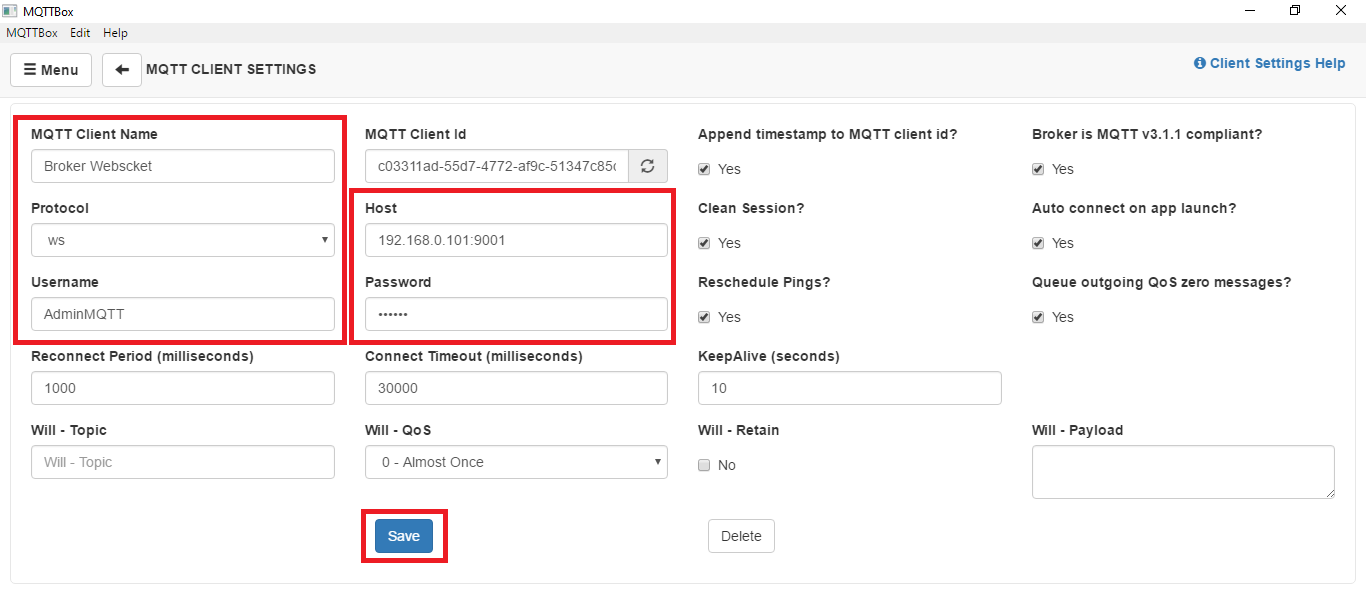 MQTTBox
MQTTBox Edit Help
Menu MQTT CLIENT SETTINGS Client Settings Help
MQTT Client Name MQTT Client Id Append timestamp to MQTT client id? Broker is MQTT v3.1.1 compliant?
Broker Webscket c03311ad-55d7-4772-af9c-51347c85 Yes Yes
Protocol Host Clean Session? Auto connect on app launch?
ws 192.168.0.101:9001 Yes Yes
Username Password Reschedule Pings? Queue outgoing QoS zero messages?
AdminMQTT •••••• Yes Yes
Reconnect Period (milliseconds) Connect Timeout (milliseconds) KeepAlive (seconds)
1000 30000 10
Will - Topic Will - QoS Will - Retain Will - Payload
Will - Topic 0 - Almost Once No
Save Delete